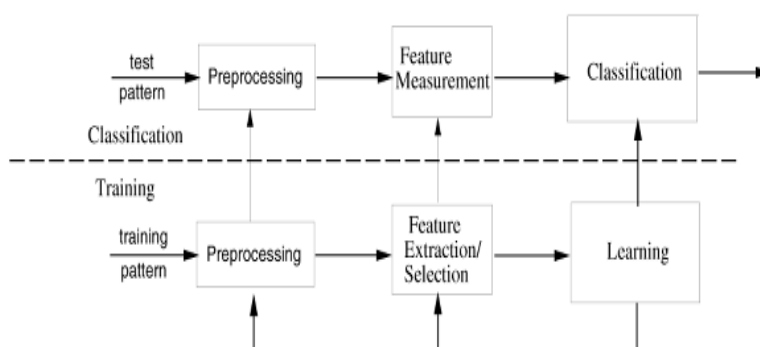 test
pattern
Preprocessing
Feature
Measurement
Classification
Classification
Training
training
pattern
Preprocessing
Feature
Extraction/
Selection
Learning